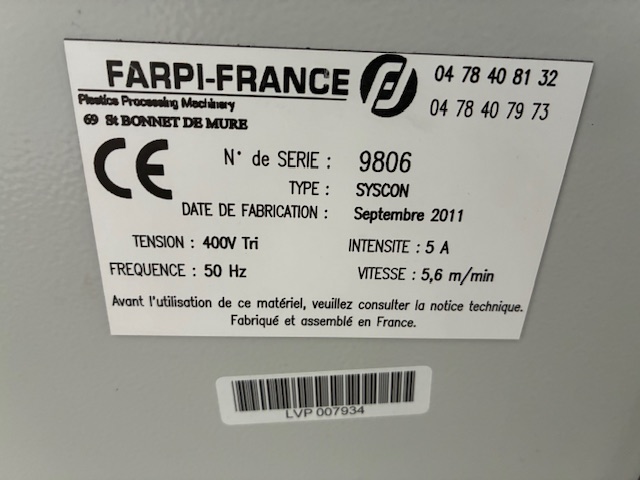 FARPI-FRANCE
04 78 40 81 32
Plastics Processing Machinery
04 78 40 79 73
69 St BONNET DE MURE
CE
N° de SERIE : 9806
TYPE : SYSCON
DATE DE FABRICATION : Septembre 2011
TENSION : 400V Tri INTENSITE : 5 A
FREQUENCE : 50 Hz VITESSE : 5,6 m/min
Avant l'utilisation de ce matériel, veuillez consulter la notice technique.
Fabriqué et assemblé en France.
LVP 007934